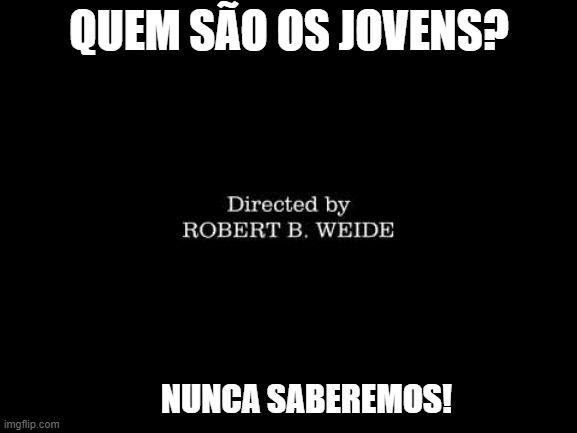 QUEM SÃO OS JOVENS?
Directed by
ROBERT B. WEIDE
NUNCA SABEREMOS!
imgflip.com